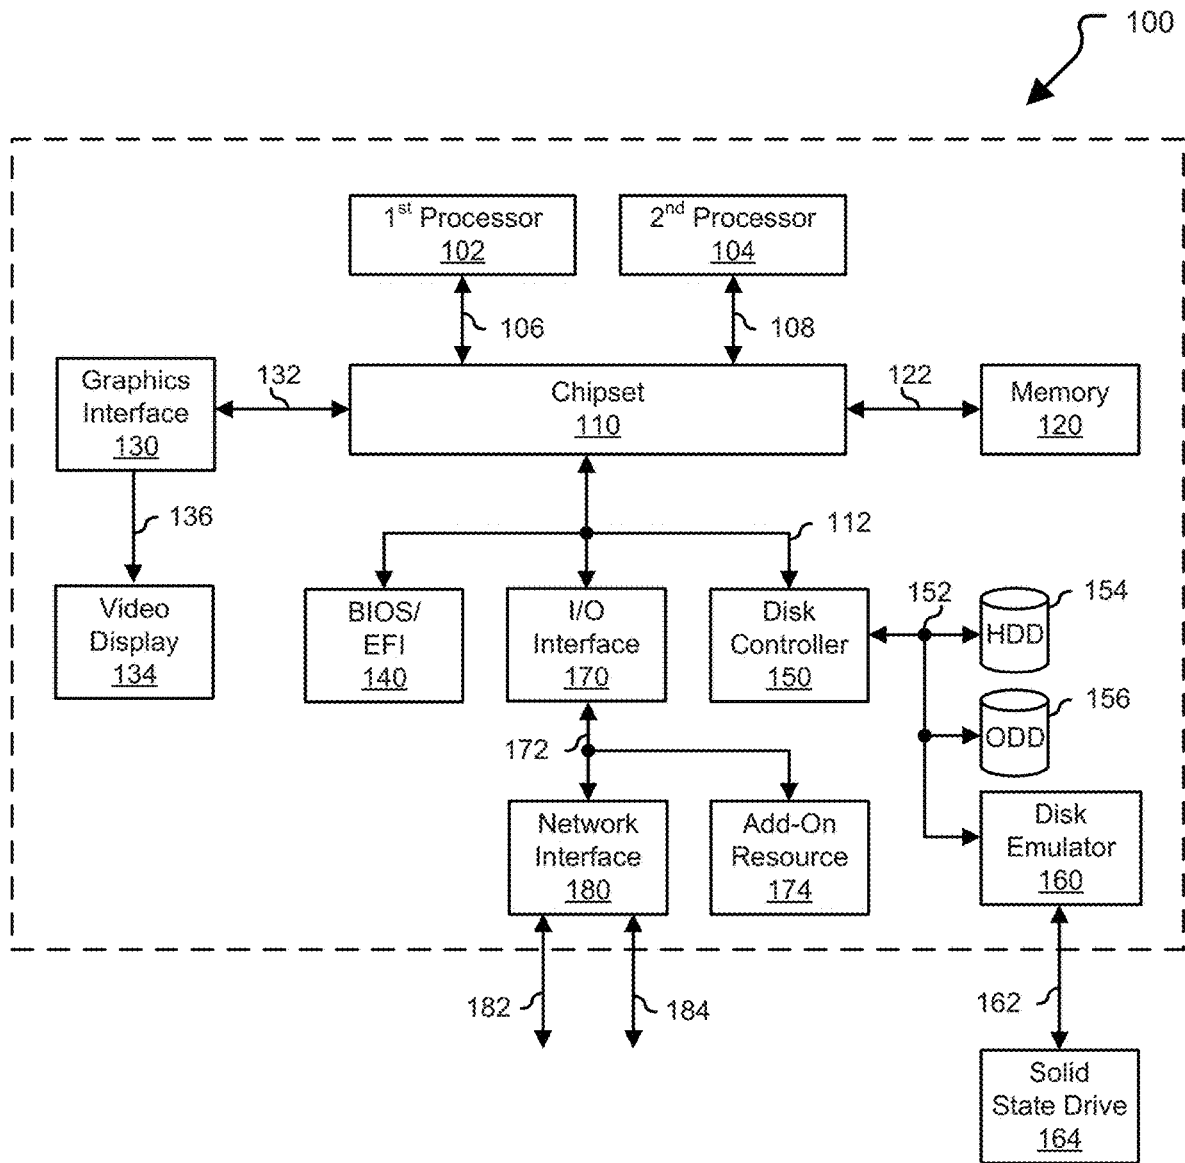 100
1st Processor
102
2nd Processor
104
106
108
Graphics
Interface
130
132
Chipset
110
122
Memory
120
136
112
Video
Display
134
BIOS/
EFI
140
I/O
Interface
170
Disk
Controller
150
152
HDD
154
ODD
156
172
Network
Interface
180
Add-On
Resource
174
Disk
Emulator
160
182
184
162
Solid
State Drive
164